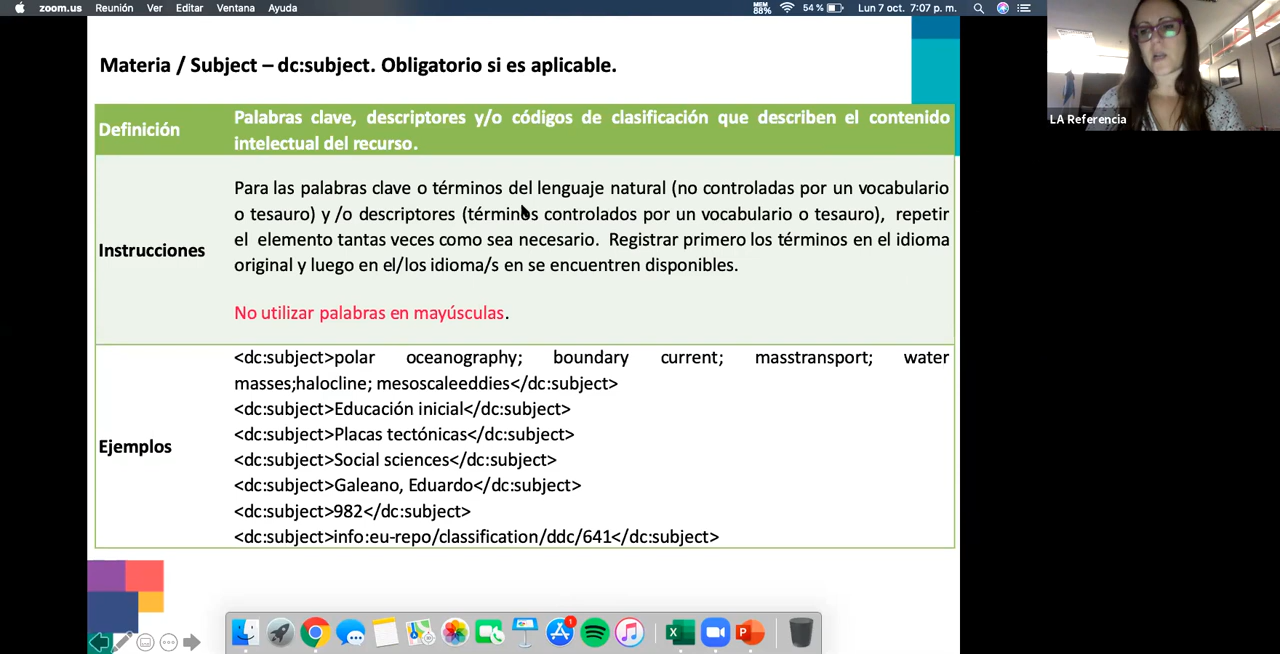 zoom.us Reunión Ver Editar Ventana Ayuda MEM 88% 54 % Lun 7 oct. 7:07 p. m.
Materia / Subject – dc:subject. Obligatorio si es aplicable.
LA Referencia
Definición
Palabras clave, descriptores y/o códigos de clasificación que describen el contenido
intelectual del recurso.
Instrucciones
Para las palabras clave o términos del lenguaje natural (no controladas por un vocabulario
o tesauro) y /o descriptores (términos controlados por un vocabulario o tesauro), repetir
el elemento tantas veces como sea necesario. Registrar primero los términos en el idioma
original y luego en el/los idioma/s en se encuentren disponibles.
No utilizar palabras en mayúsculas.
Ejemplos
<dc:subject>polar oceanography; boundary current; masstransport; water
masses;halocline; mesoscaleeddies</dc:subject>
<dc:subject>Educación inicial</dc:subject>
<dc:subject>Placas tectónicas</dc:subject>
<dc:subject>Social sciences</dc:subject>
<dc:subject>Galeano, Eduardo</dc:subject>
<dc:subject>982</dc:subject>
<dc:subject>info:eu-repo/classification/ddc/641</dc:subject>
1